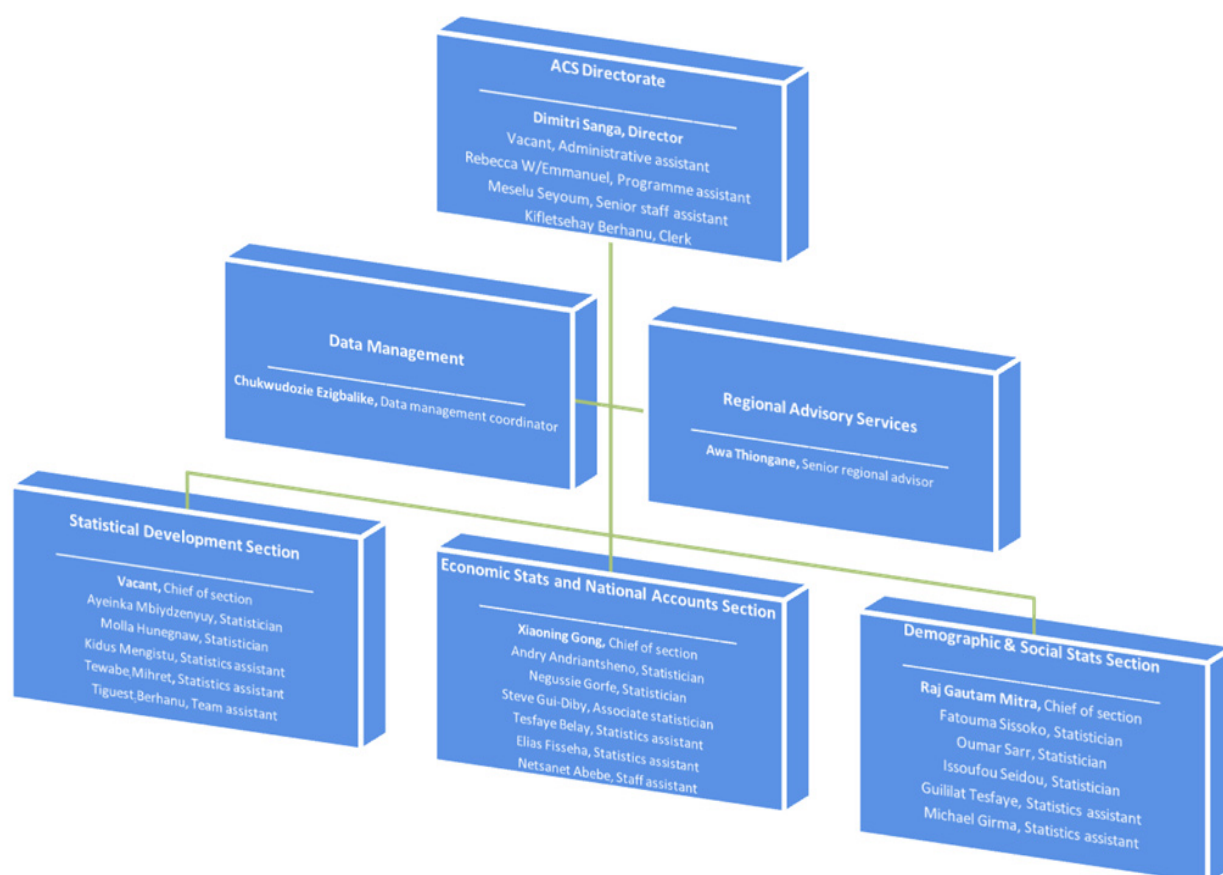 ACS Directorate
Dimitri Sanga, Director
Vacant, Administrative assistant
Rebecca W/Emmanuel, Programme assistant
Meselu Seyoum, Senior staff assistant
Kifletsehay Berhanu, Clerk
Data Management
Chukwudozie Ezigbalike, Data management coordinator
Regional Advisory Services
Awa Thiongane, Senior regional advisor
Statistical Development Section
Vacant, Chief of section
Ayeinka Mbiydzenyuy, Statistician
Molla Hunegnaw, Statistician
Kidus Mengistu, Statistics assistant
Tewabe,Mihret, Statistics assistant
Tiguest,Berhanu, Team assistant
Economic Stats and National Accounts Section
Xiaoning Gong, Chief of section
Andry Andriantsheno, Statistician
Negussie Gorfe, Statistician
Steve Gui-Diby, Associate statistician
Tesfaye Belay, Statistics assistant
Elias Fisseha, Statistics assistant
Netsanet Abebe, Staff assistant
Demographic & Social Stats Section
Raj Gautam Mitra, Chief of section
Fatouma Sissoko, Statistician
Oumar Sarr, Statistician
Issoufou Seidou, Statistician
Guililat Tesfaye, Statistics assistant
Michael Girma, Statistics assistant